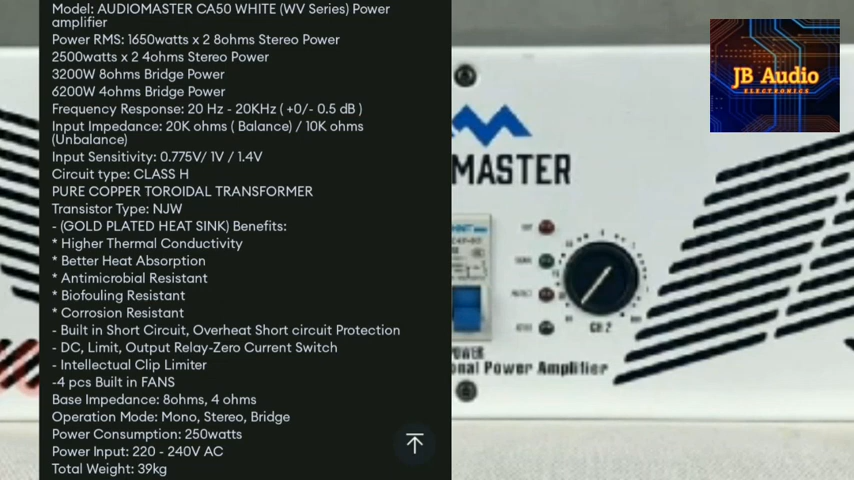 Model: AUDIOMASTER CA50 WHITE (WV Series) Power
amplifier
Power RMS: 1650watts x 2 8ohms Stereo Power
2500watts x 2 4ohms Stereo Power
3200W 8ohms Bridge Power
6200W 4ohms Bridge Power
Frequency Response: 20 Hz - 20KHz ( +0/- 0.5 dB )
Input Impedance: 20K ohms ( Balance) / 10K ohms
(Unbalance)
Input Sensitivity: 0.775V/ 1V / 1.4V
Circuit type: CLASS H
PURE COPPER TOROIDAL TRANSFORMER
Transistor Type: NJW
- (GOLD PLATED HEAT SINK) Benefits:
* Higher Thermal Conductivity
* Better Heat Absorption
* Antimicrobial Resistant
* Biofouling Resistant
* Corrosion Resistant
- Built in Short Circuit, Overheat Short circuit Protection
- DC, Limit, Output Relay-Zero Current Switch
- Intellectual Clip Limiter
-4 pcs Built in FANS
Base Impedance: 8ohms, 4 ohms
Operation Mode: Mono, Stereo, Bridge
Power Consumption: 250watts
Power Input: 220 - 240V AC
Total Weight: 39kg
JB Audio
ELECTRONICS
MASTER
CH 2
POWER
onal Power Amplifier